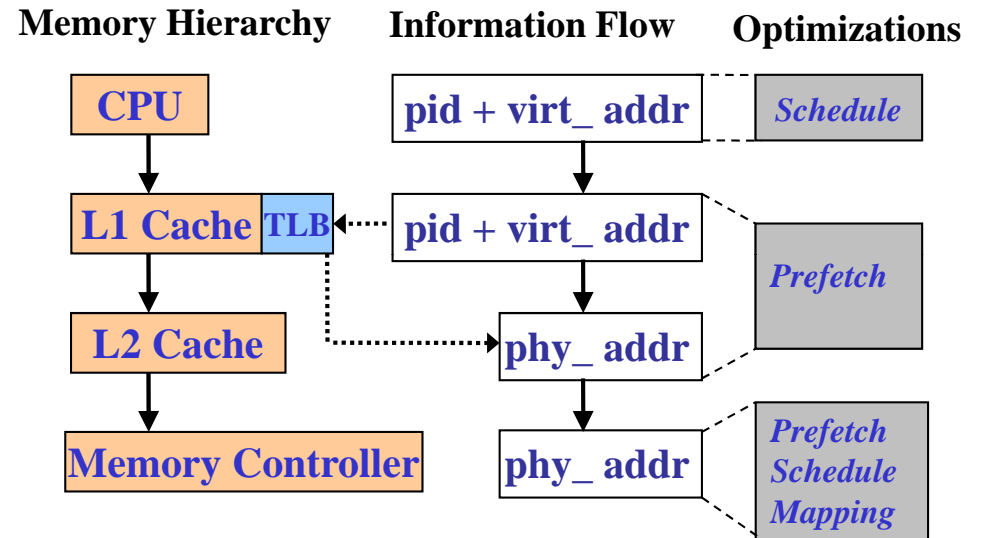 Memory Hierarchy
Information Flow
Optimizations
CPU
pid + virt_ addr
Schedule
L1 Cache
TLB
pid + virt_ addr
Prefetch
L2 Cache
phy_ addr
Memory Controller
phy_ addr
Prefetch
Schedule
Mapping